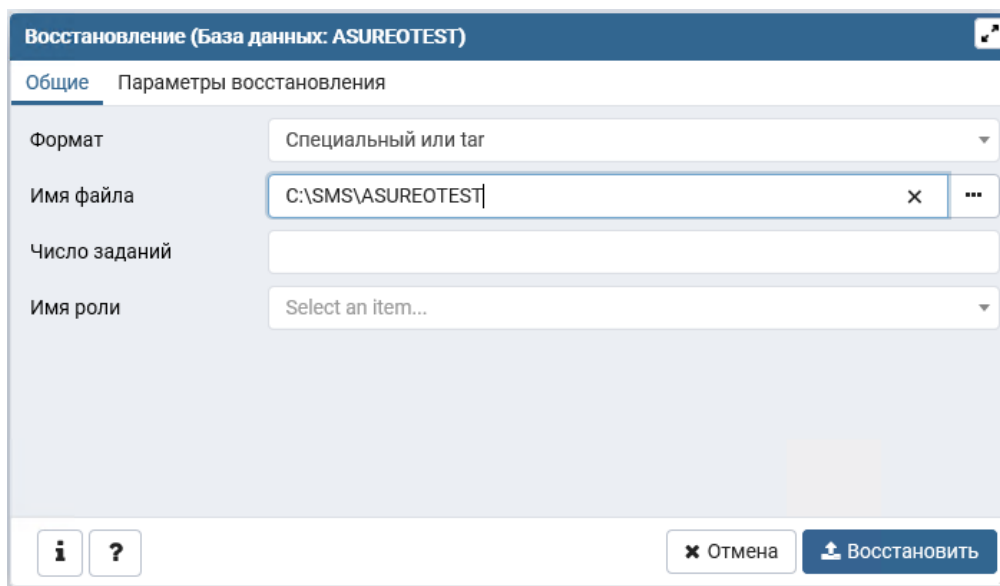 Восстановление (База данных: ASUREOTEST)
Общие Параметры восстановления
Формат Специальный или tar
Имя файла C:\SMS\ASUREOTEST
Число заданий
Имя роли Select an item...
i ? Отмена Восстановить